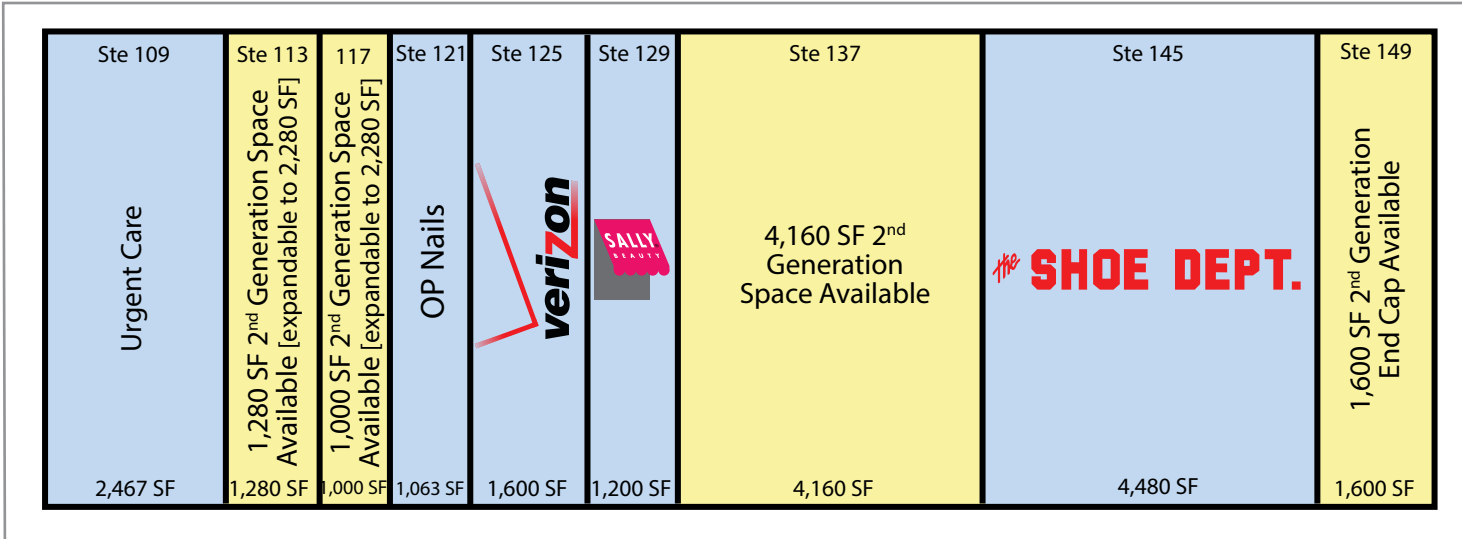 Ste 109
Urgent Care
2,467 SF
Ste 113
1,280 SF 2nd Generation Space
Available [expandable to 2,280 SF]
1,280 SF
117
1,000 SF 2nd Generation Space
Available [expandable to 2,280 SF]
1,000 SF
Ste 121
OP Nails
1,063 SF
Ste 125
verizon
1,600 SF
Ste 129
SALLY
BEAUTY
1,200 SF
Ste 137
4,160 SF 2nd
Generation
Space Available
4,160 SF
Ste 145
the SHOE DEPT.
4,480 SF
Ste 149
1,600 SF 2nd Generation
End Cap Available
1,600 SF